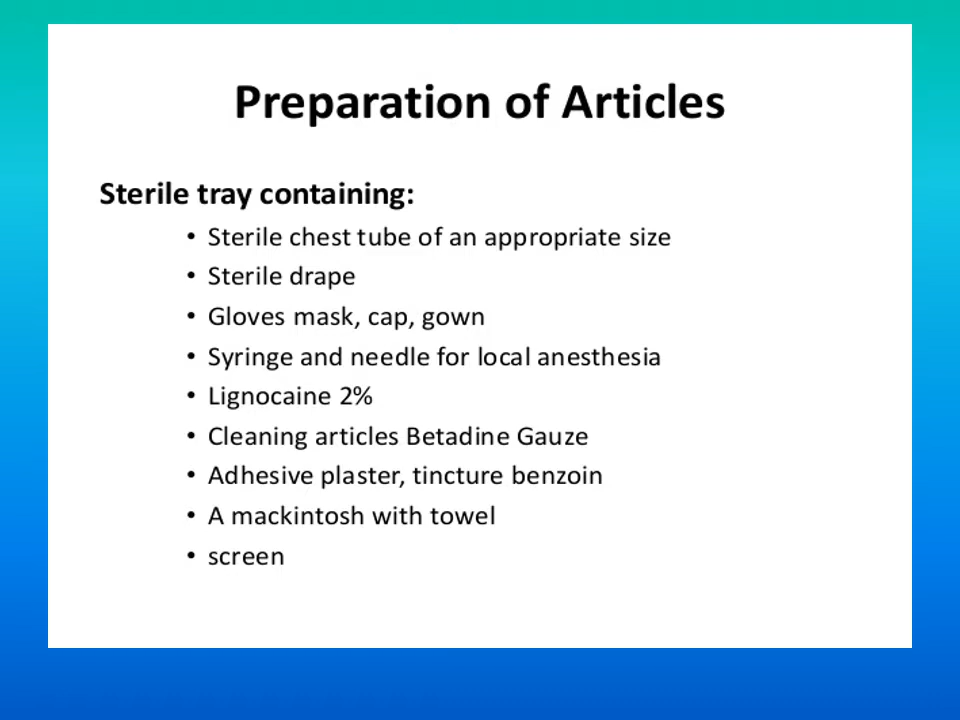 Preparation of Articles
Sterile tray containing:
• Sterile chest tube of an appropriate size
• Sterile drape
• Gloves mask, cap, gown
• Syringe and needle for local anesthesia
• Lignocaine 2%
• Cleaning articles Betadine Gauze
• Adhesive plaster, tincture benzoin
• A mackintosh with towel
• screen